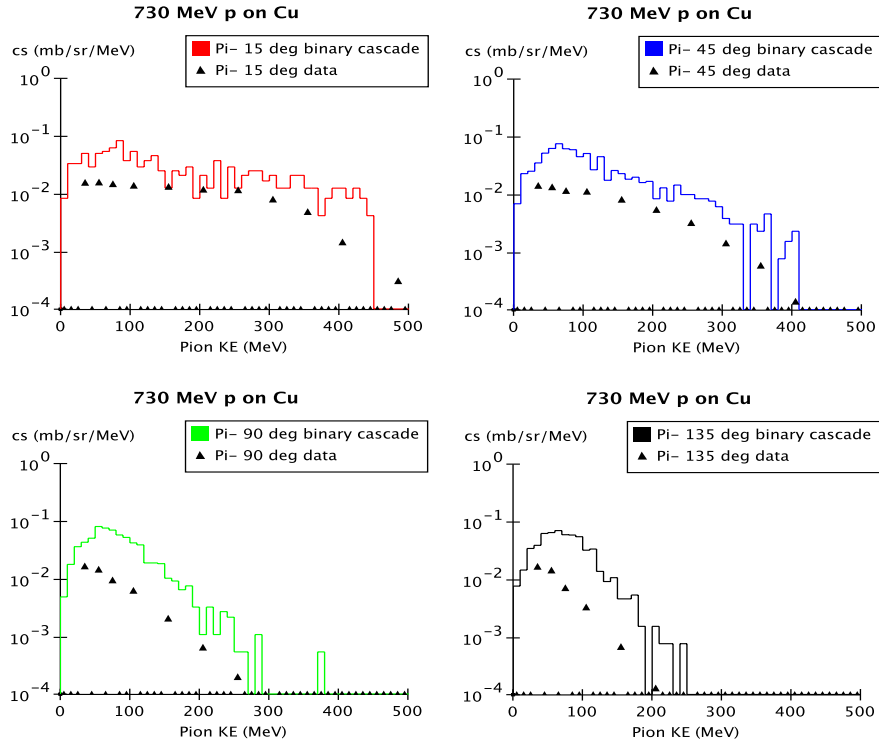 730 MeV p on Cu
cs (mb/sr/MeV)
Pi- 15 deg binary cascade
Pi- 15 deg data
10^0
10^-1
10^-2
10^-3
10^-4
0 100 200 300 400 500
Pion KE (MeV)
730 MeV p on Cu
cs (mb/sr/MeV)
Pi- 45 deg binary cascade
Pi- 45 deg data
10^0
10^-1
10^-2
10^-3
10^-4
0 100 200 300 400 500
Pion KE (MeV)
730 MeV p on Cu
cs (mb/sr/MeV)
Pi- 90 deg binary cascade
Pi- 90 deg data
10^0
10^-1
10^-2
10^-3
10^-4
0 100 200 300 400 500
Pion KE (MeV)
730 MeV p on Cu
cs (mb/sr/MeV)
Pi- 135 deg binary cascade
Pi- 135 deg data
10^0
10^-1
10^-2
10^-3
10^-4
0 100 200 300 400 500
Pion KE (MeV)